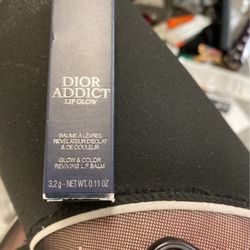 DIOR
ADDICT
LIP GLOW
BAUME À LÈVRES
RÉVÉLATEUR D'ÉCLAT
& DE COULEUR
GLOW & COLOR
REVIVING LIP BALM
3,2 g - NET WT. 0.11 OZ